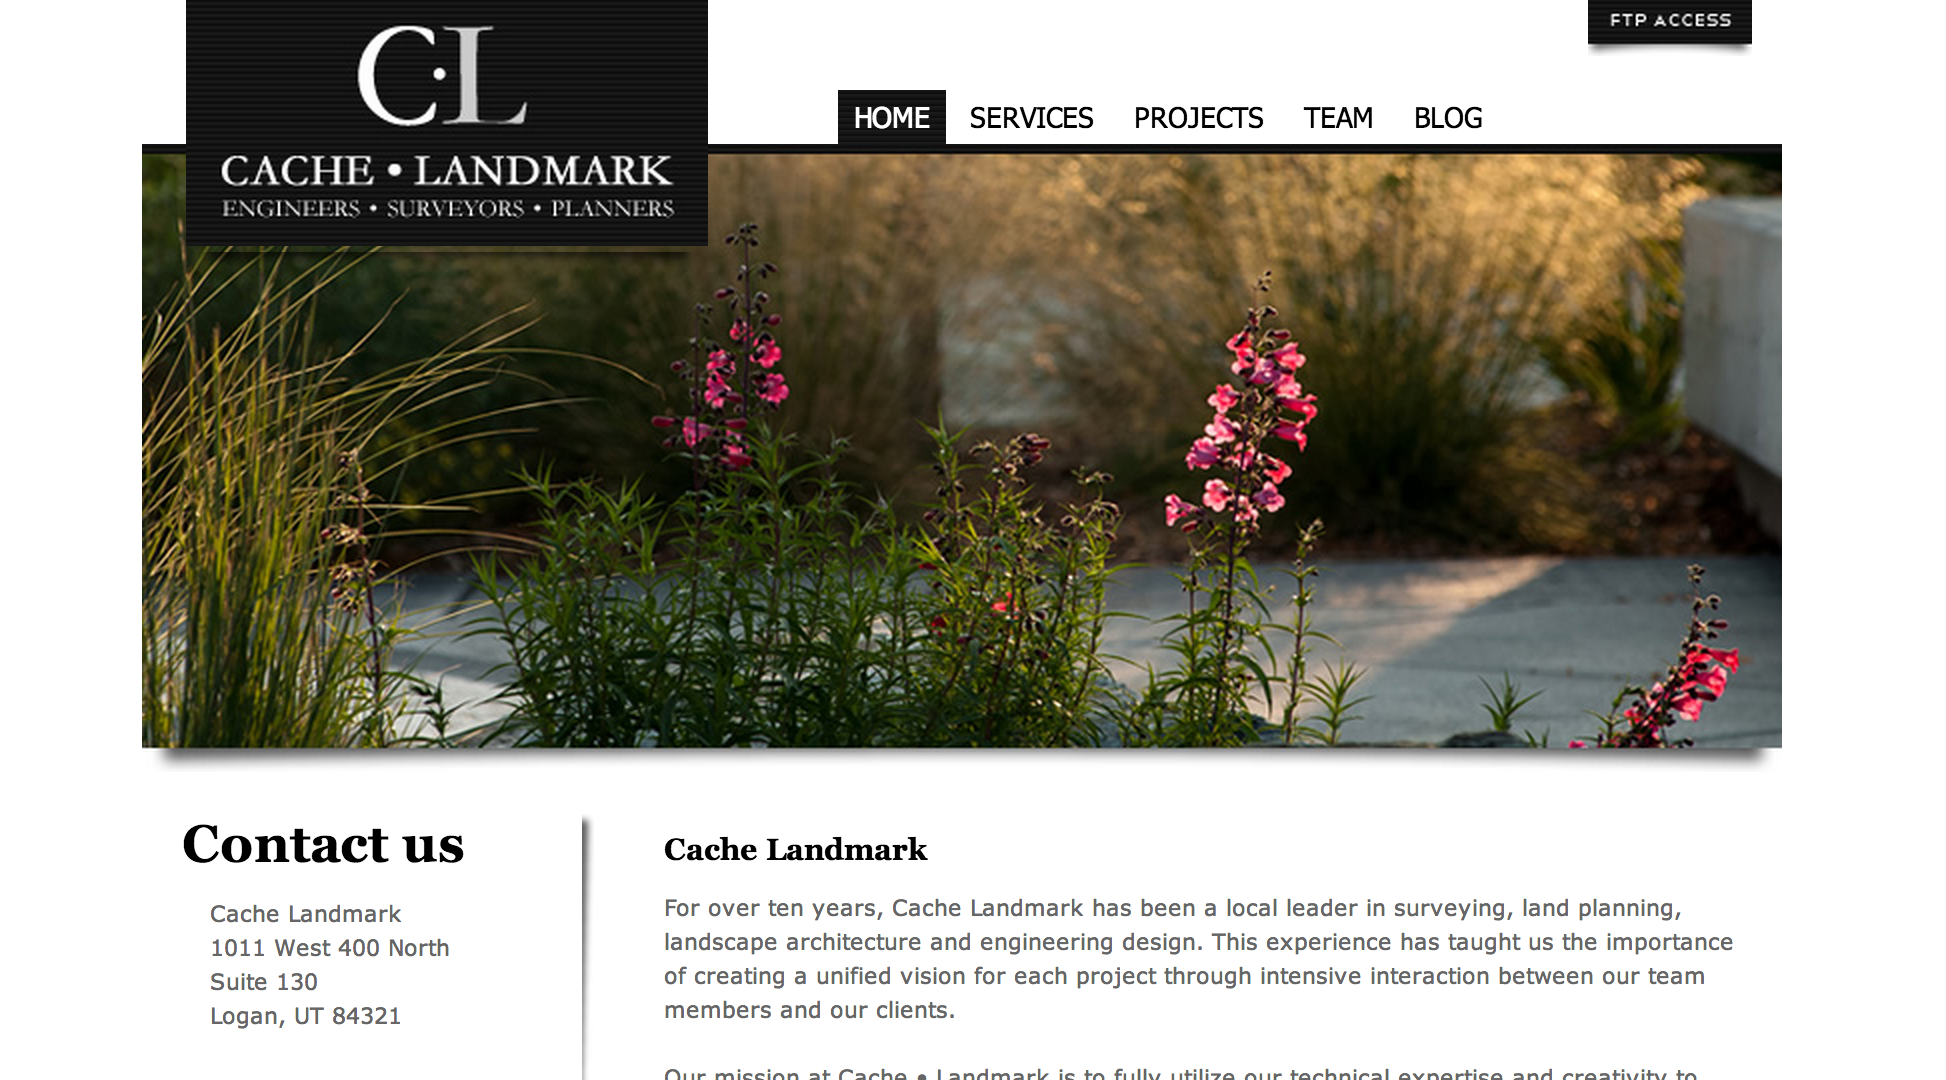 FTP ACCESS
C·L
CACHE • LANDMARK
ENGINEERS • SURVEYORS • PLANNERS
HOME SERVICES PROJECTS TEAM BLOG
Contact us
Cache Landmark
1011 West 400 North
Suite 130
Logan, UT 84321
Cache Landmark
For over ten years, Cache Landmark has been a local leader in surveying, land planning,
landscape architecture and engineering design. This experience has taught us the importance
of creating a unified vision for each project through intensive interaction between our team
members and our clients.
Our mission at Cache • Landmark is to fully utilize our technical expertise and creativity to